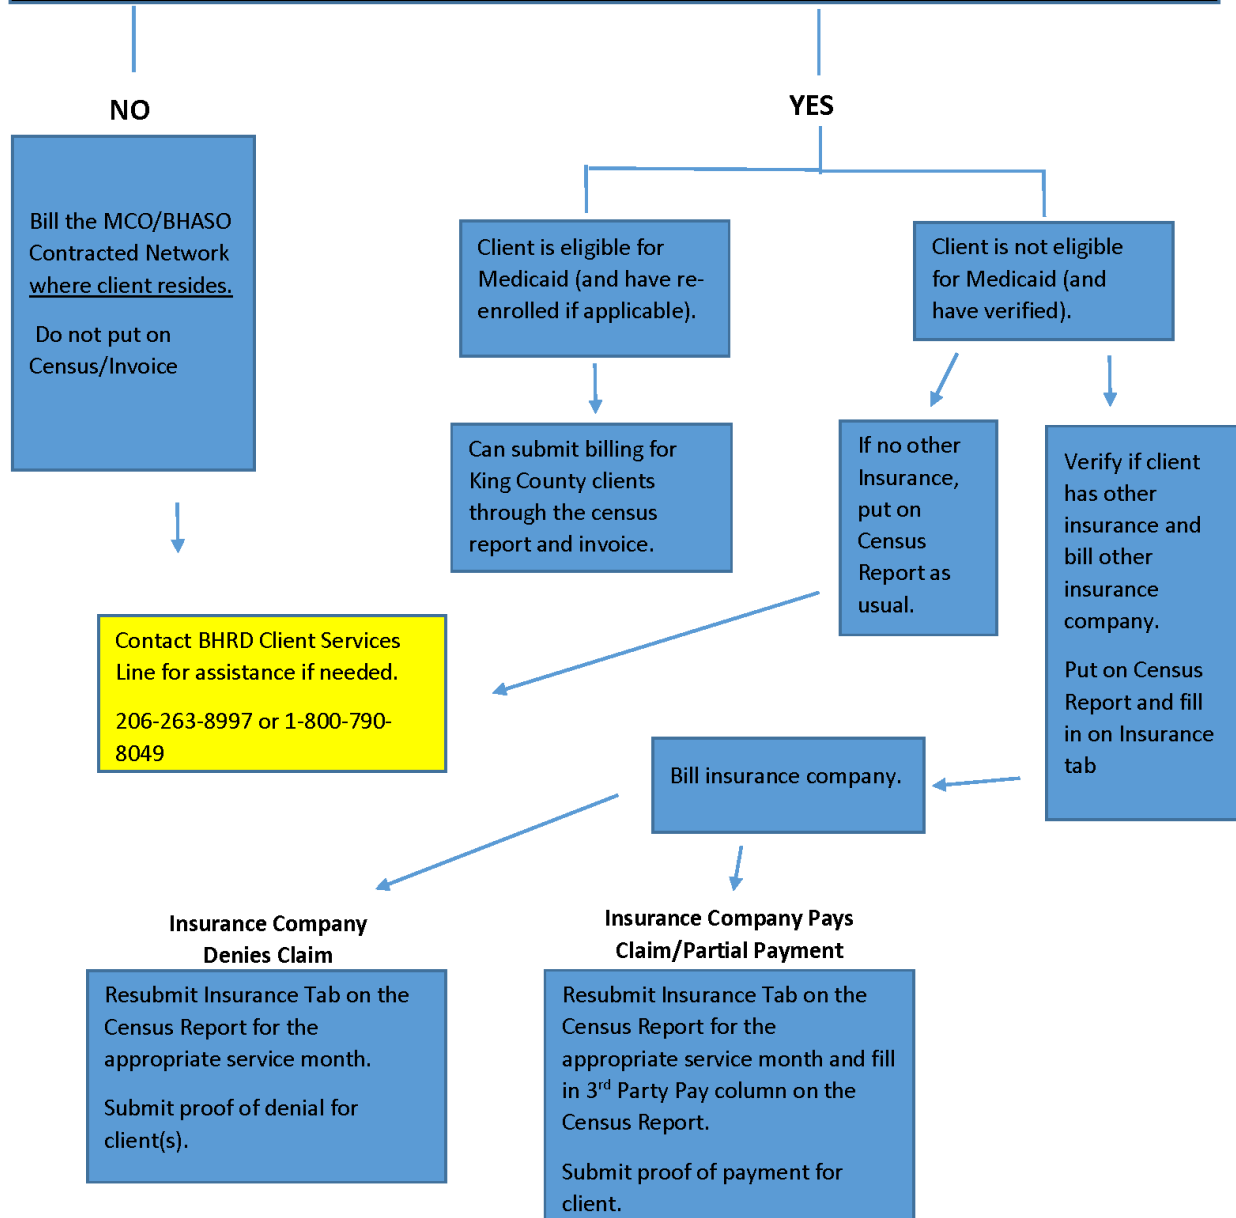 NO
YES
Bill the MCO/BHASO
Contracted Network
where client resides.
Do not put on
Census/Invoice
Client is eligible for
Medicaid (and have re-
enrolled if applicable).
Client is not eligible
for Medicaid (and
have verified).
Can submit billing for
King County clients
through the census
report and invoice.
If no other
Insurance,
put on
Census
Report as
usual.
Verify if client
has other
insurance and
bill other
insurance
company.
Put on Census
Report and fill
in on Insurance
tab
Contact BHRD Client Services
Line for assistance if needed.
206-263-8997 or 1-800-790-
8049
Bill insurance company.
Insurance Company
Denies Claim
Resubmit Insurance Tab on the
Census Report for the
appropriate service month.
Submit proof of denial for
client(s).
Insurance Company Pays
Claim/Partial Payment
Resubmit Insurance Tab on the
Census Report for the
appropriate service month and fill
in 3rd Party Pay column on the
Census Report.
Submit proof of payment for
client.